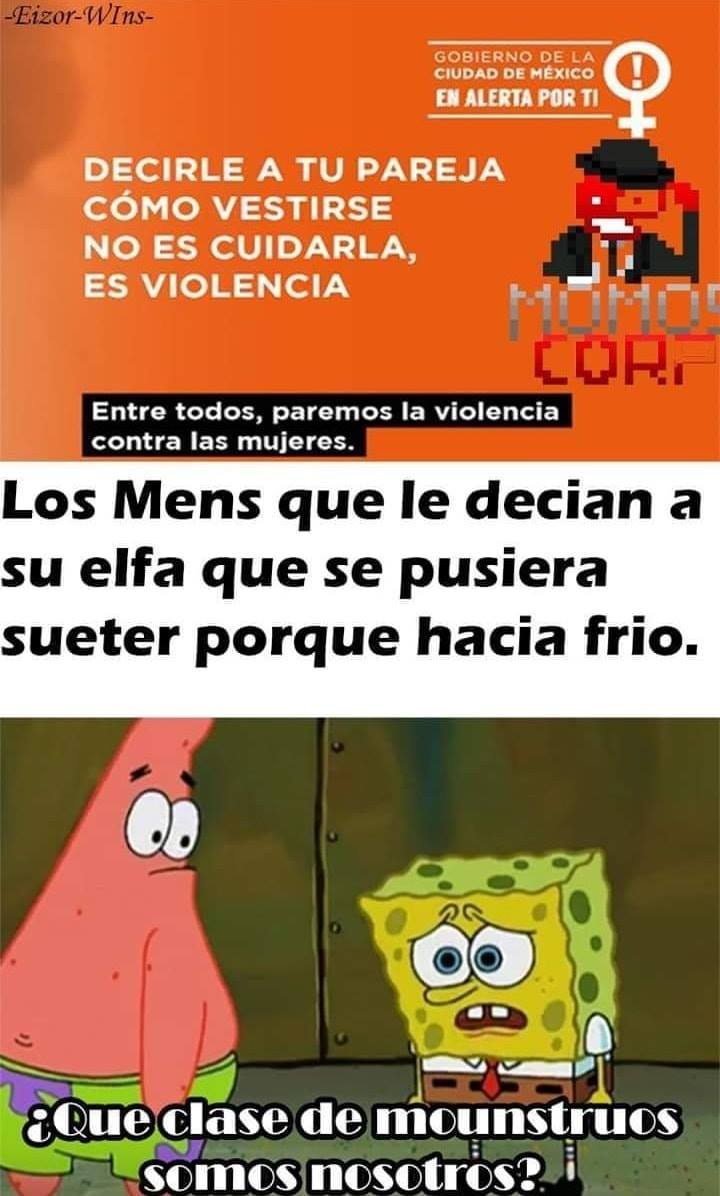 -Eizor-WIns-
GOBIERNO DE LA
CIUDAD DE MÉXICO
EN ALERTA POR TI
DECIRLE A TU PAREJA
CÓMO VESTIRSE
NO ES CUIDARLA,
ES VIOLENCIA
MOMOS
CORP
Entre todos, paremos la violencia
contra las mujeres.
Los Mens que le decian a
su elfa que se pusiera
sueter porque hacia frio.
¿Que clase de mounstruos
somos nosotros?